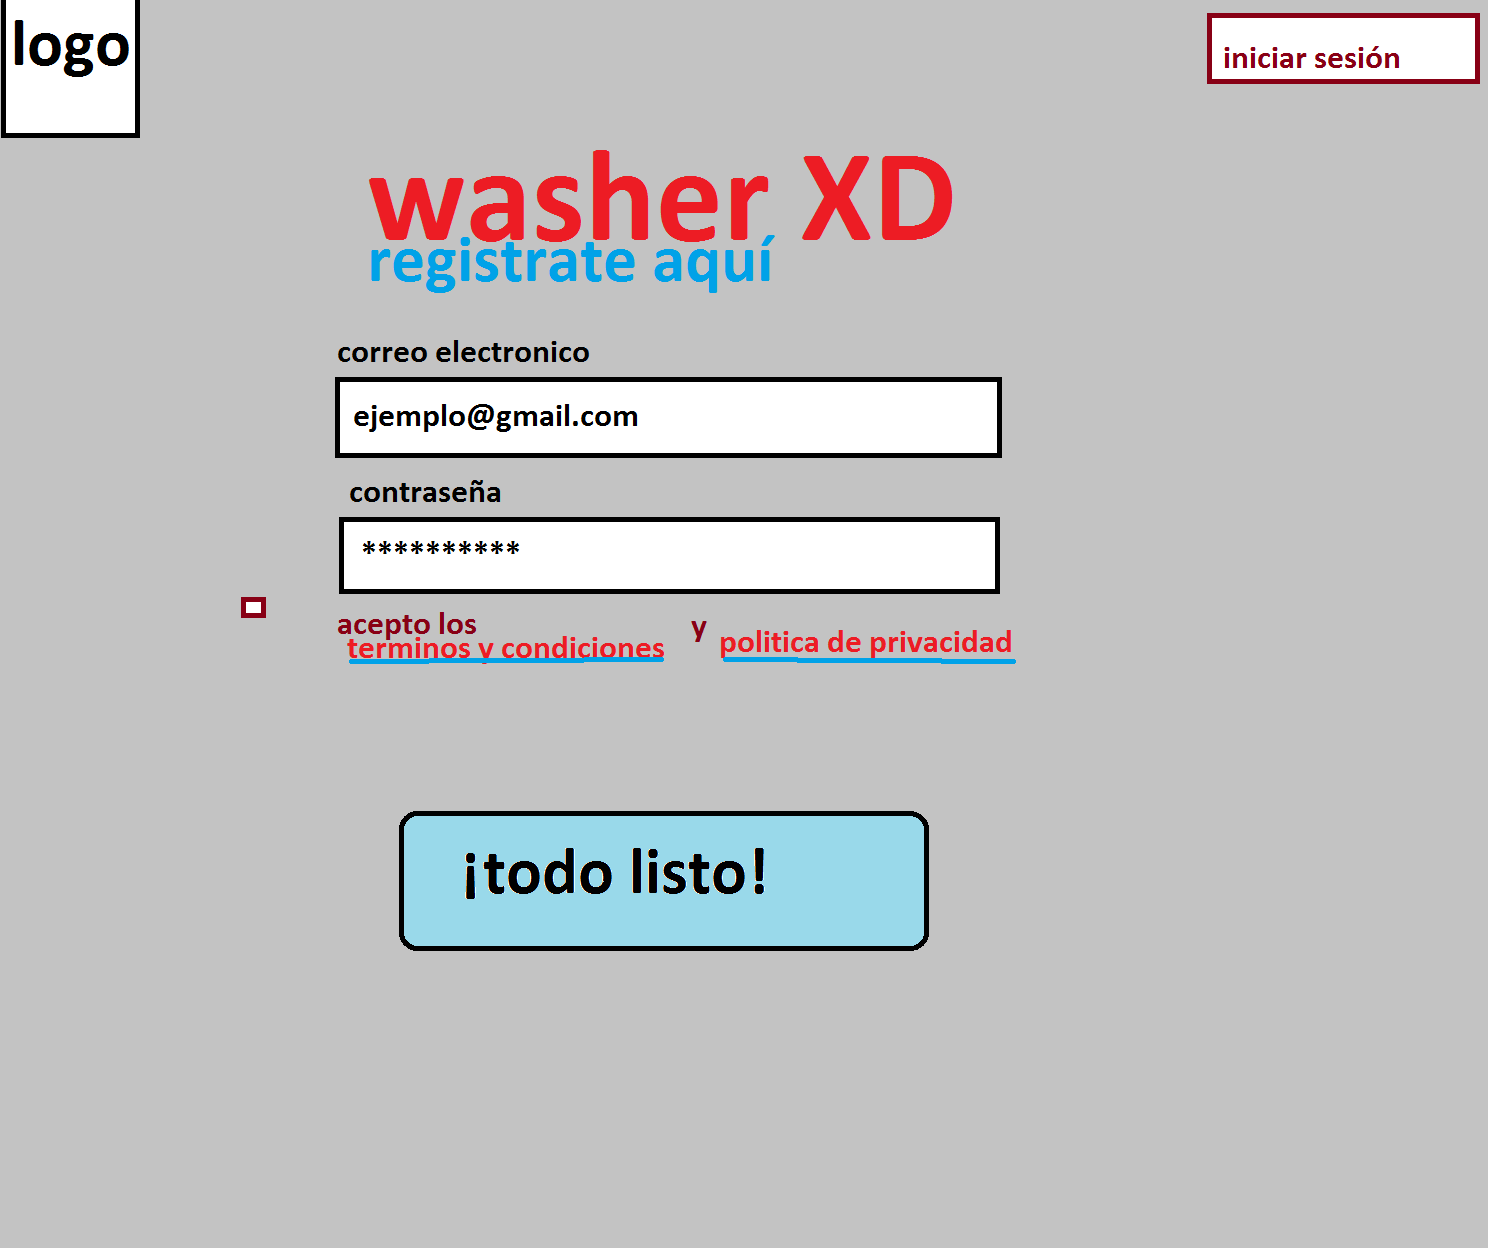 logo
iniciar sesión
washer XD
registrate aquí
correo electronico
ejemplo@gmail.com
contraseña
**********
acepto los
terminos y condiciones y politica de privacidad
¡todo listo!